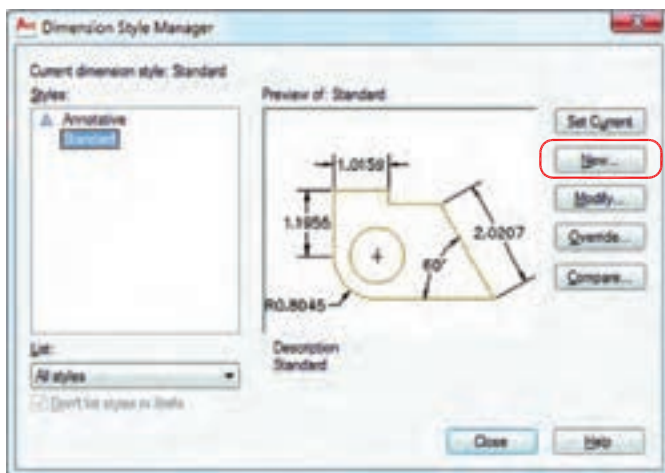 Dimension Style Manager
Current dimension style: Standard
Styles:
Annotative
Standard
Preview of: Standard
1.0159
1.1955
2.0207
60°
R0.8045
Set Current
New...
Modify...
Override...
Compare...
List:
All styles
Don't list styles in Xrefs
Description
Standard
Close
Help